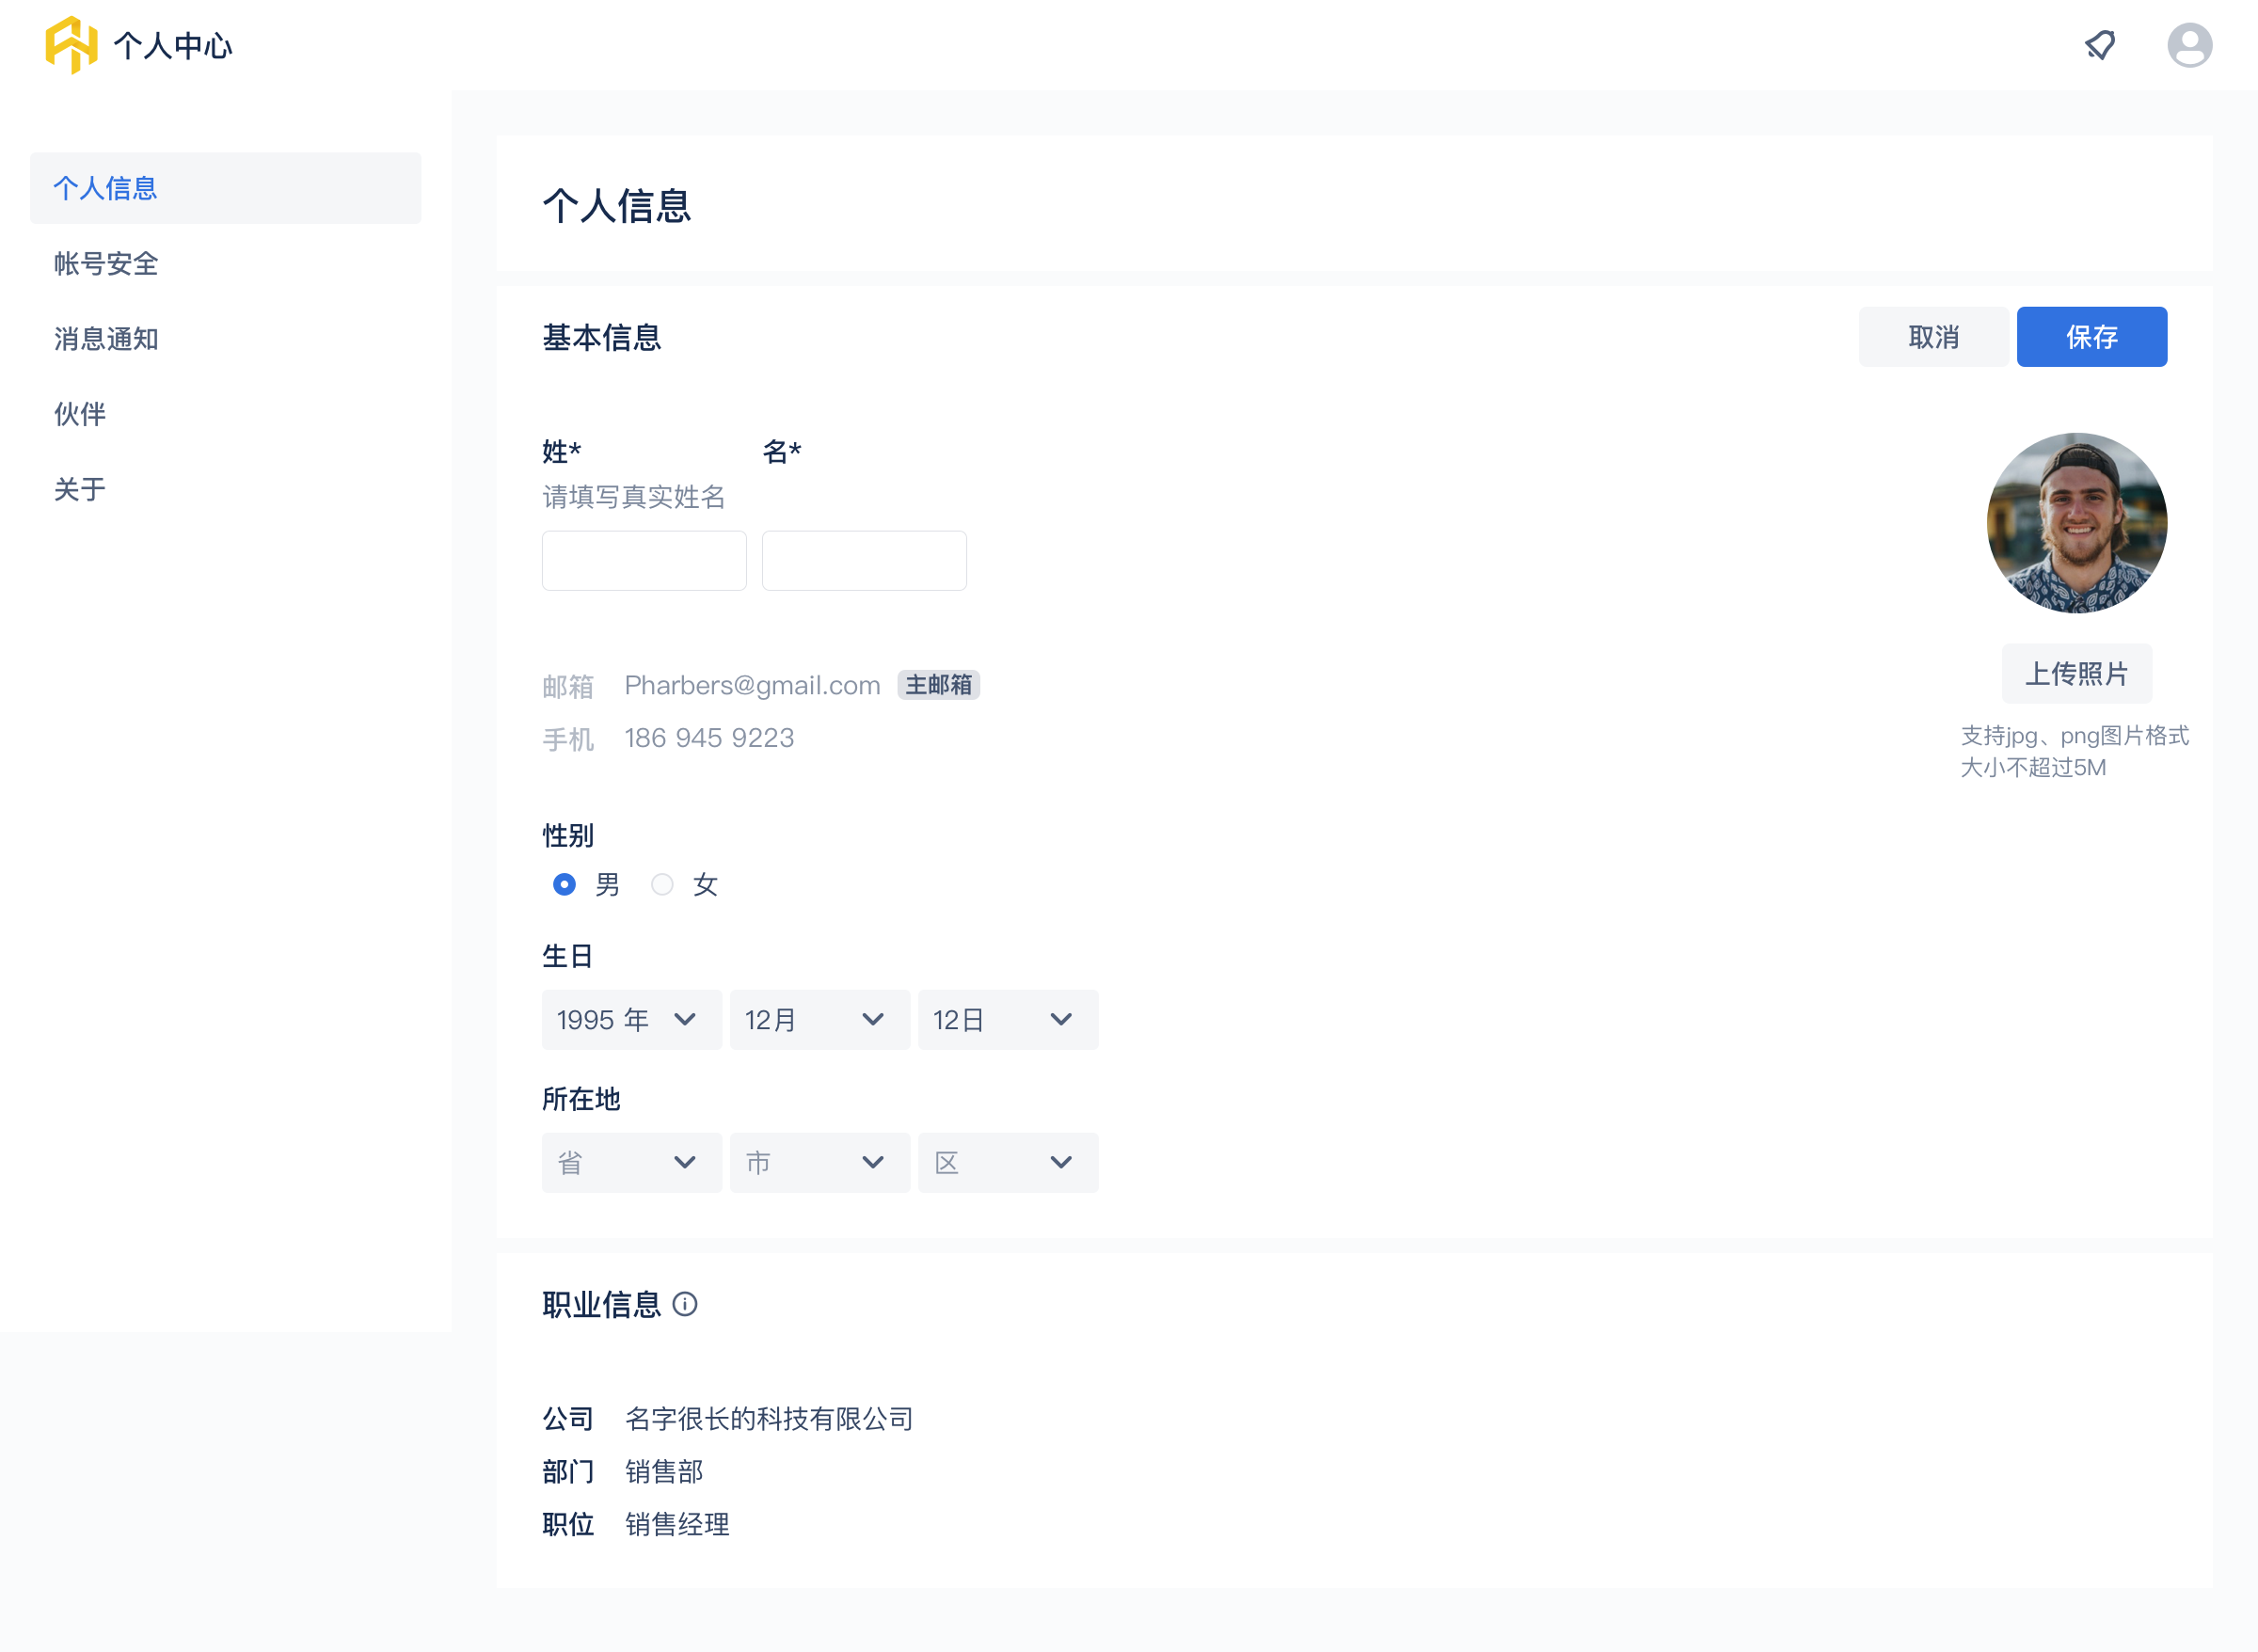 个人中心
个人信息
帐号安全
消息通知
伙伴
关于
个人信息
基本信息
取消 保存
姓* 名*
请填写真实姓名
邮箱 Pharbers@gmail.com 主邮箱
手机 186 945 9223
上传照片
支持jpg、png图片格式
大小不超过5M
性别
男 女
生日
1995 年 12月 12日
所在地
省 市 区
职业信息
公司 名字很长的科技有限公司
部门 销售部
职位 销售经理